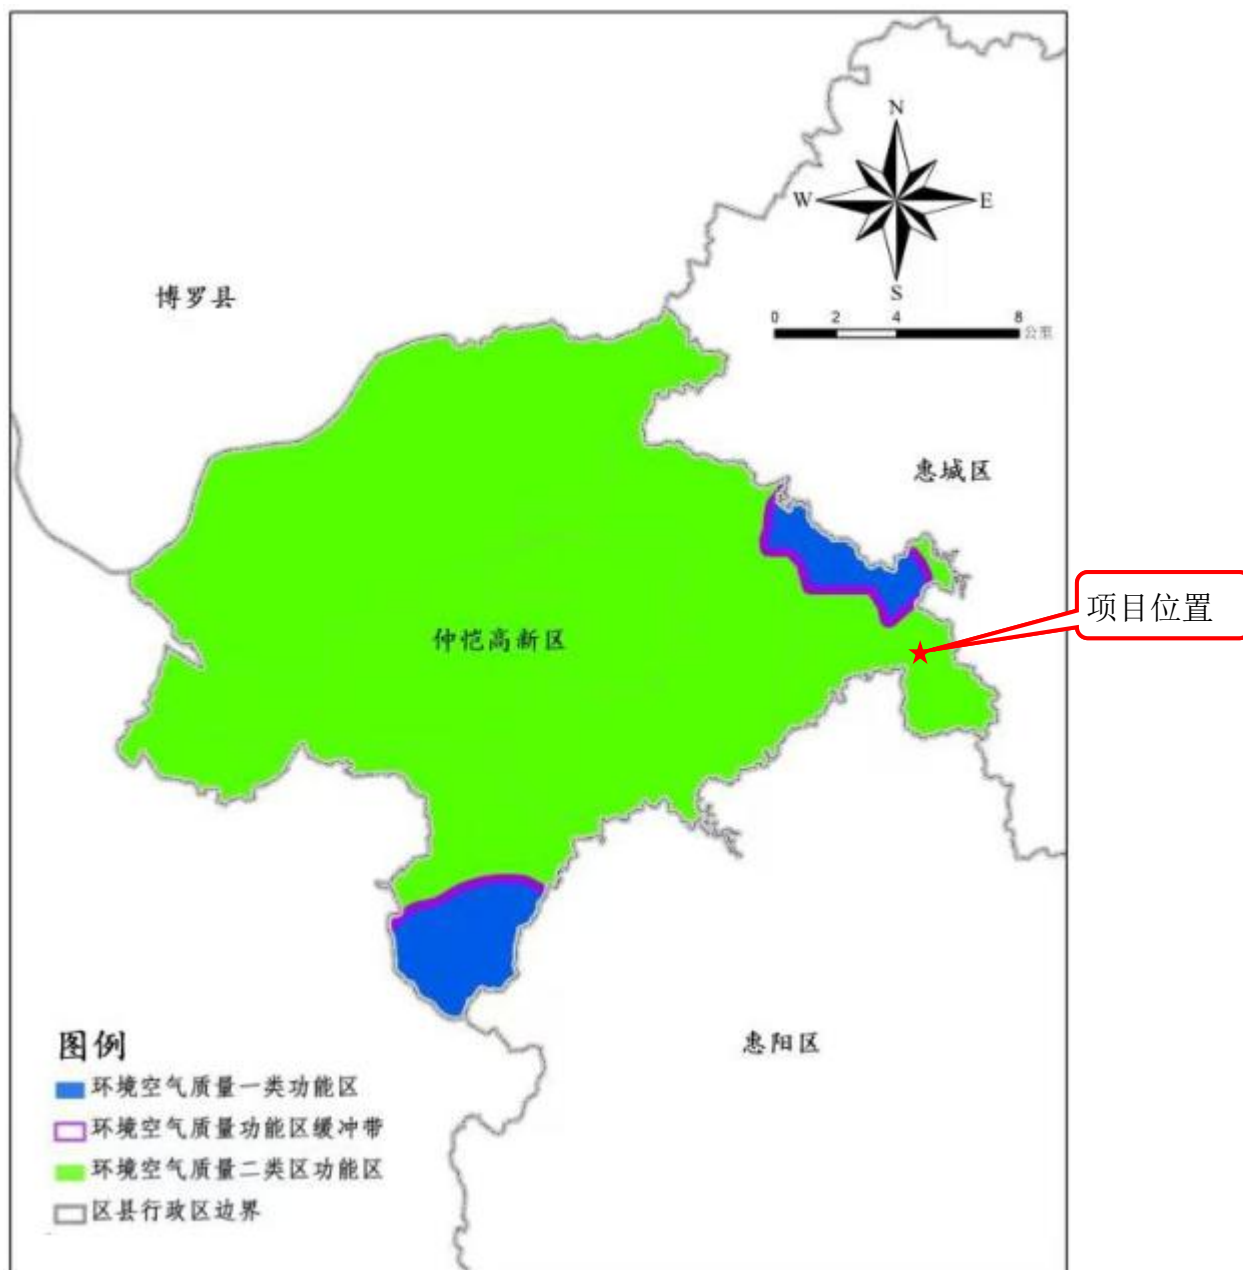 N
W
E
S
0 2 4 8
公里
博罗县
惠城区
项目位置
仲恺高新区
惠阳区
图例
环境空气质量一类功能区
环境空气质量功能区缓冲带
环境空气质量二类区功能区
区县行政区边界